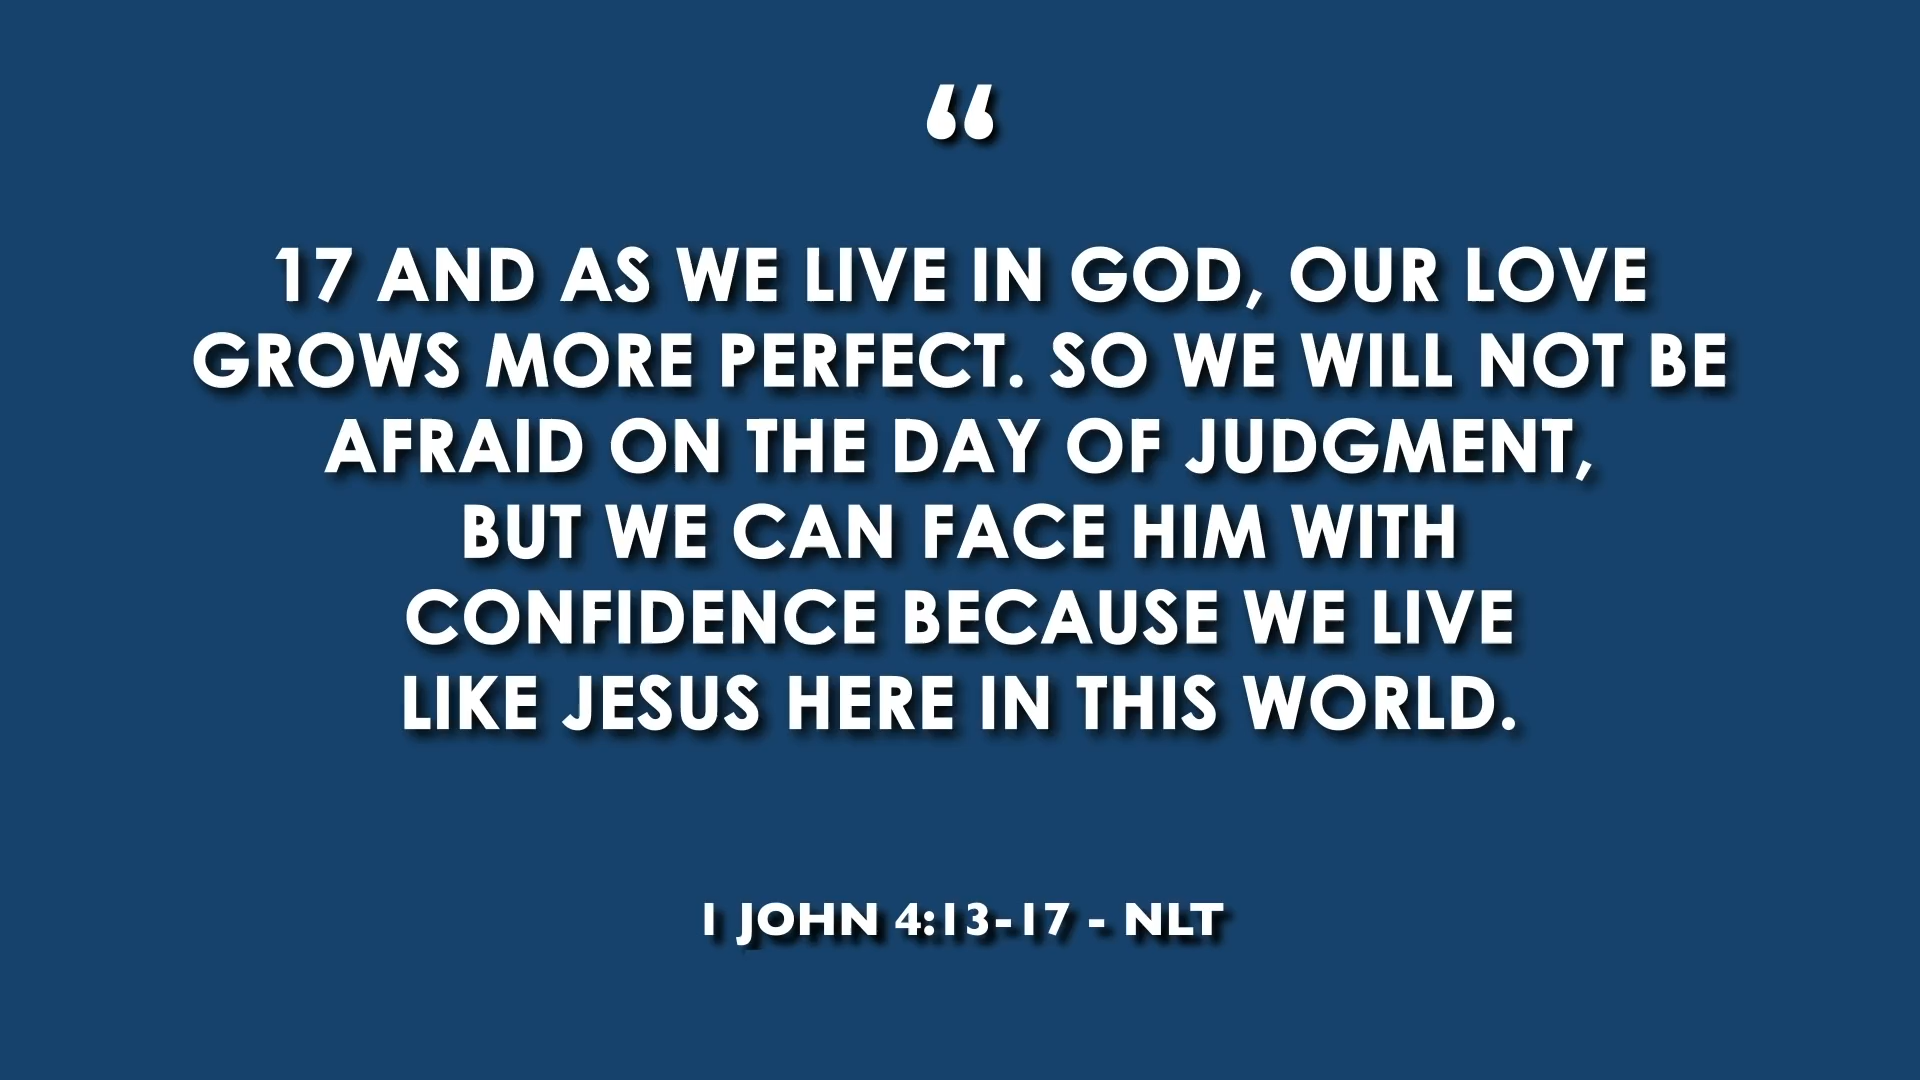 “
17 AND AS WE LIVE IN GOD, OUR LOVE
GROWS MORE PERFECT. SO WE WILL NOT BE
AFRAID ON THE DAY OF JUDGMENT,
BUT WE CAN FACE HIM WITH
CONFIDENCE BECAUSE WE LIVE
LIKE JESUS HERE IN THIS WORLD.
1 JOHN 4:13-17 - NLT